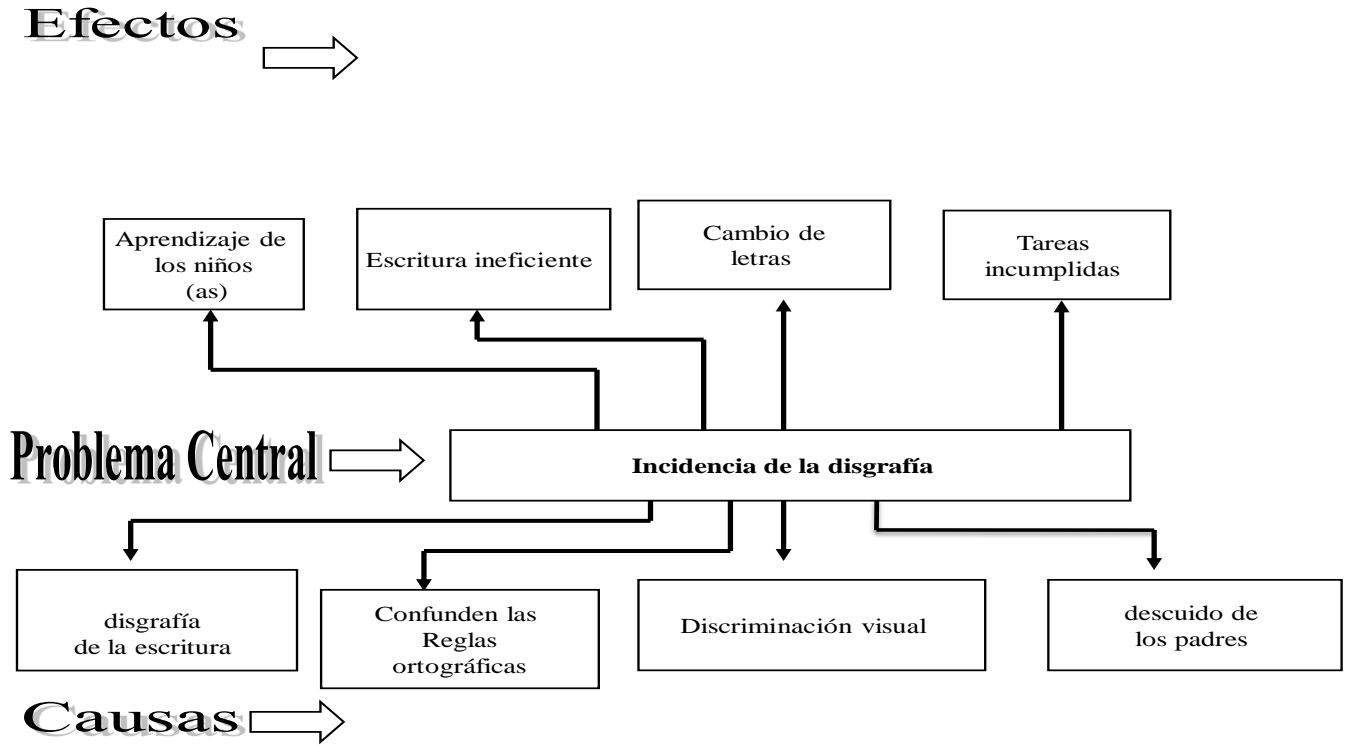 Efectos
Aprendizaje de
los niños
(as)
Escritura ineficiente
Cambio de
letras
Tareas
incumplidas
Problema Central
Incidencia de la disgrafía
disgrafía
de la escritura
Confunden las
Reglas
ortográficas
Discriminación visual
descuido de
los padres
Causas